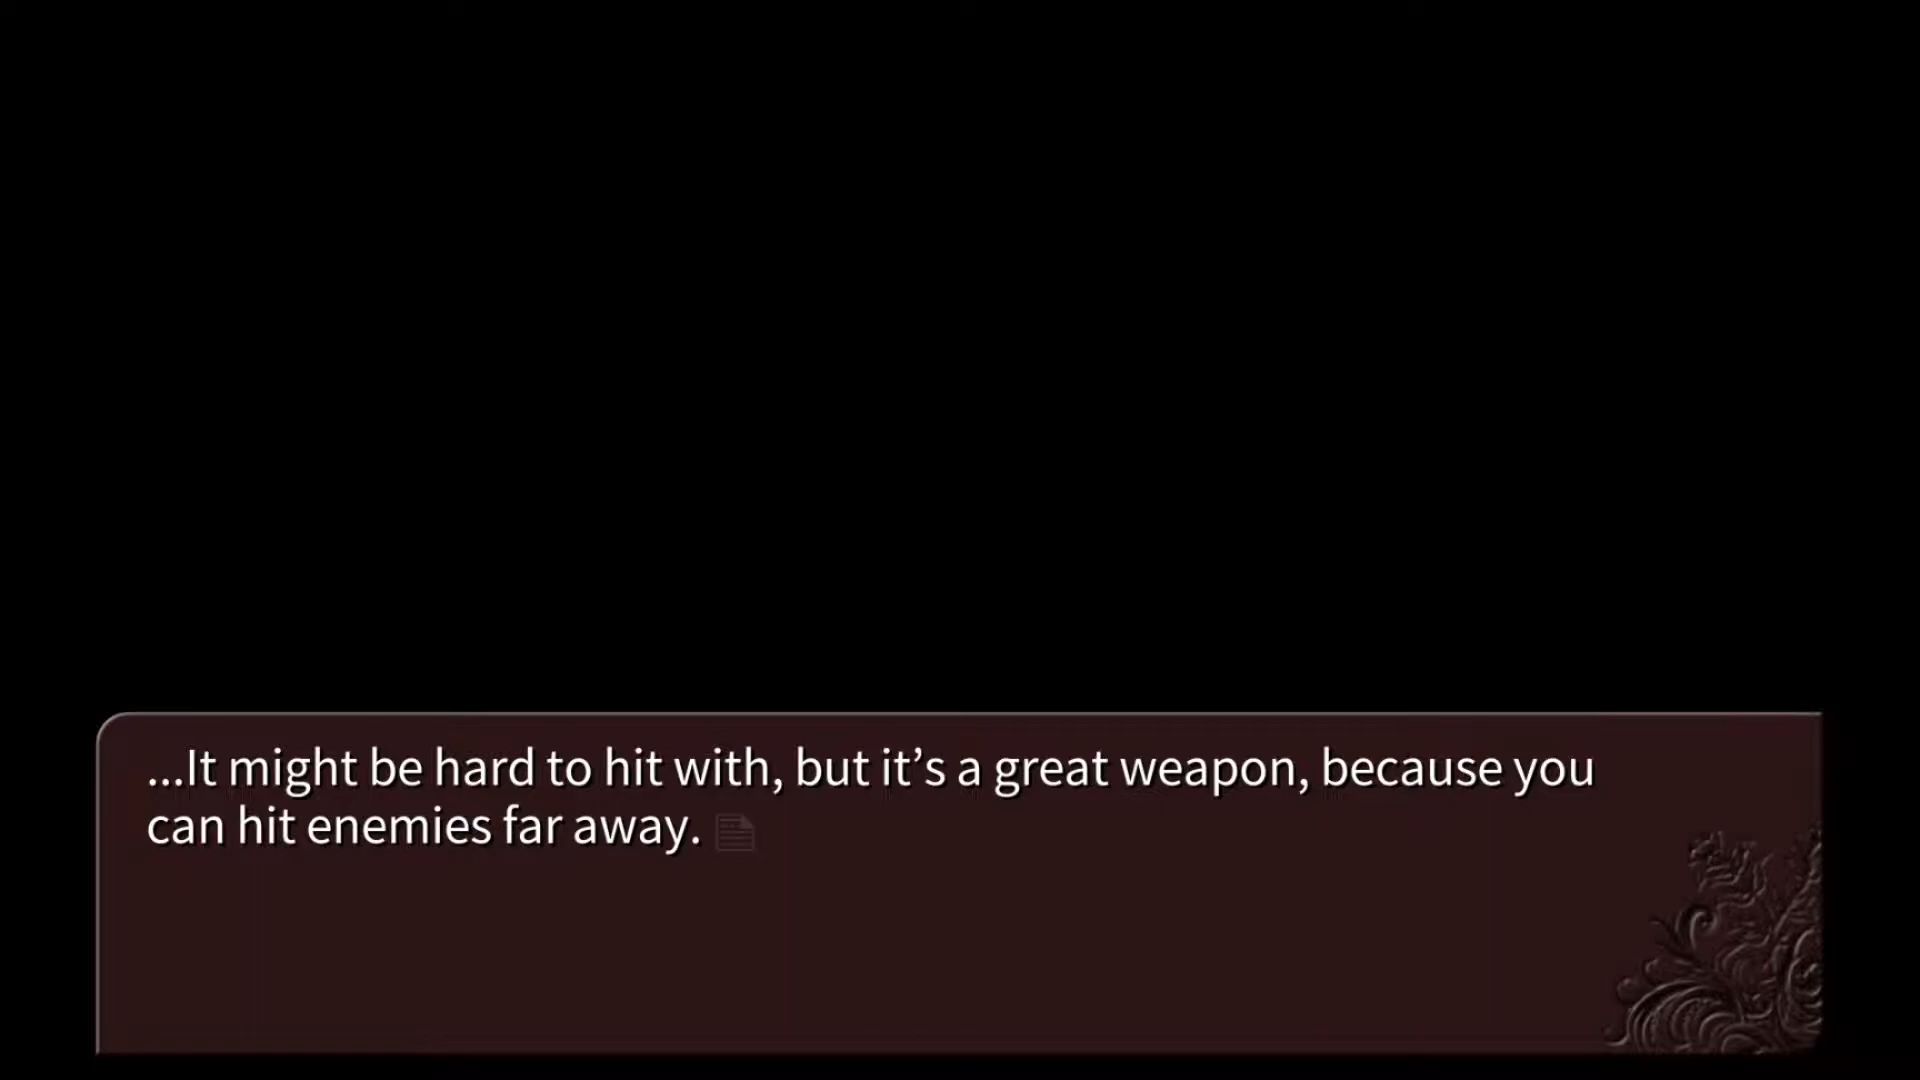 ...It might be hard to hit with, but it’s a great weapon, because you
can hit enemies far away.